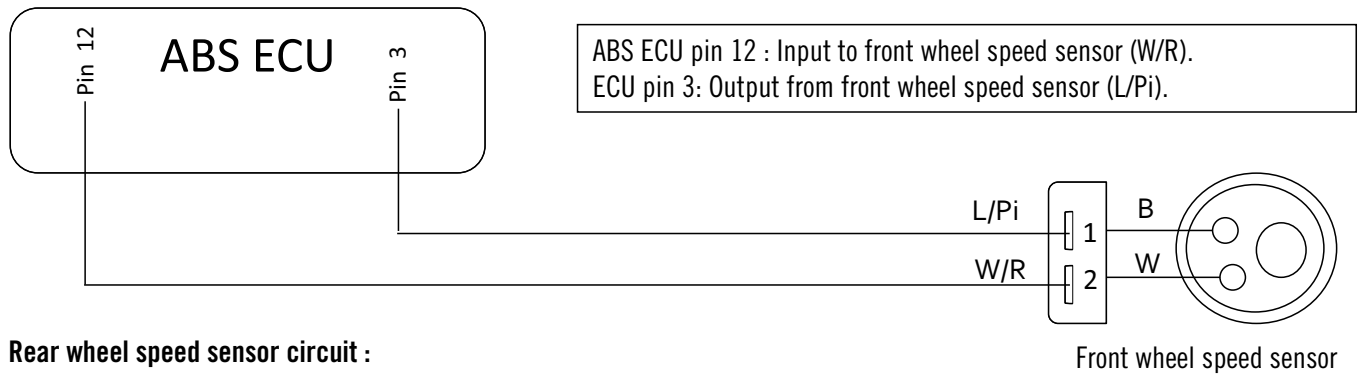 Pin 12
ABS ECU
Pin 3
ABS ECU pin 12 : Input to front wheel speed sensor (W/R).
ECU pin 3: Output from front wheel speed sensor (L/Pi).
L/Pi
1
B
W/R
2
W
Rear wheel speed sensor circuit :
Front wheel speed sensor